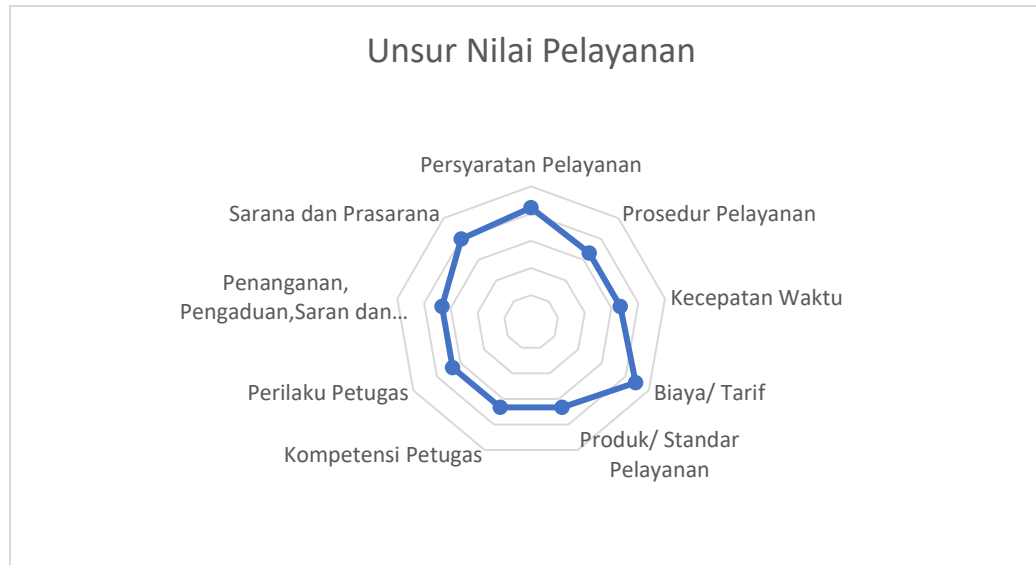 Unsur Nilai Pelayanan
Persyaratan Pelayanan
Prosedur Pelayanan
Kecepatan Waktu
Biaya/ Tarif
Produk/ Standar
Pelayanan
Kompetensi Petugas
Perilaku Petugas
Penanganan,
Pengaduan,Saran dan...
Sarana dan Prasarana